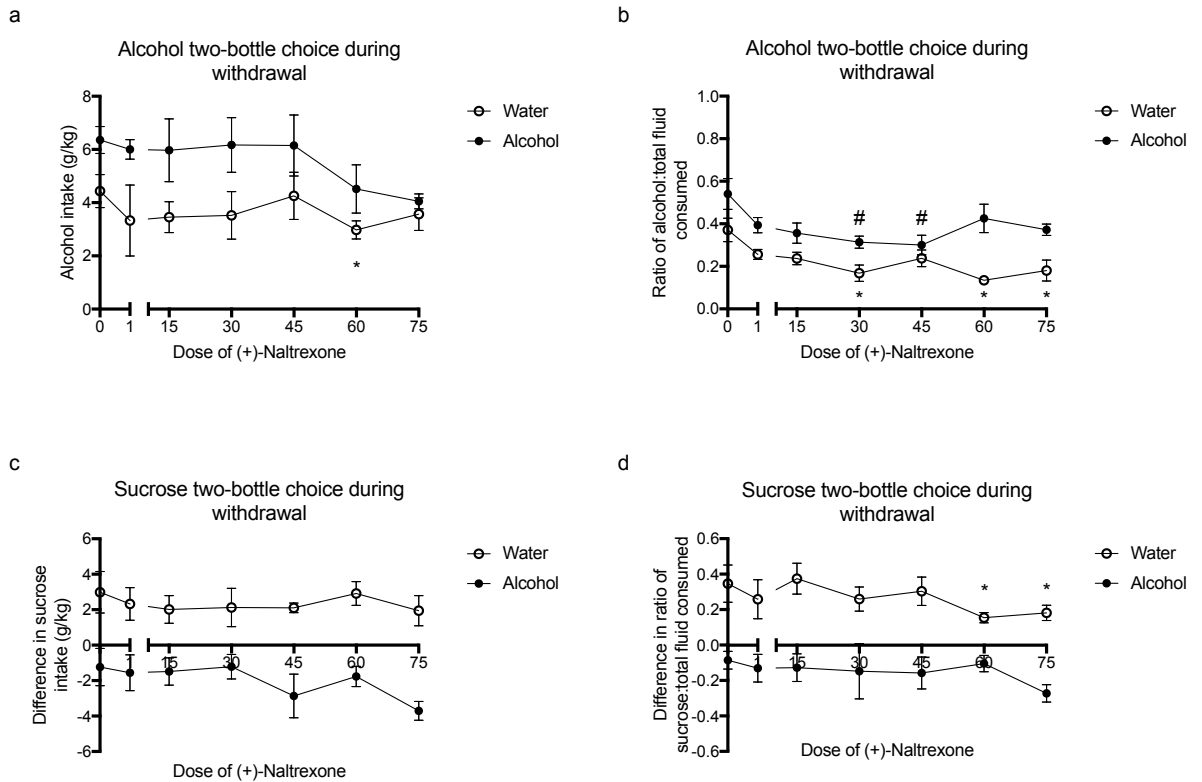 a
Alcohol two-bottle choice during
withdrawal
Alcohol intake (g/kg)
8
6
4
2
0
0 1 15 30 45 60 75
*
Dose of (+)-Naltrexone
Water
Alcohol
b
Alcohol two-bottle choice during
withdrawal
Ratio of alcohol:total fluid
consumed
1.0
0.8
0.6
0.4
0.2
0.0
# #
* * *
0 1 15 30 45 60 75
Dose of (+)-Naltrexone
Water
Alcohol
c
Sucrose two-bottle choice during
withdrawal
Difference in sucrose
intake (g/kg)
6
4
2
0
-2
-4
-6
1 15 30 45 60 75
Dose of (+)-Naltrexone
Water
Alcohol
d
Sucrose two-bottle choice during
withdrawal
Difference in ratio of
sucrose:total fluid consumed
0.6
0.4
0.2
0.0
-0.2
-0.4
-0.6
* *
1 15 30 45 60 75
Dose of (+)-Naltrexone
Water
Alcohol